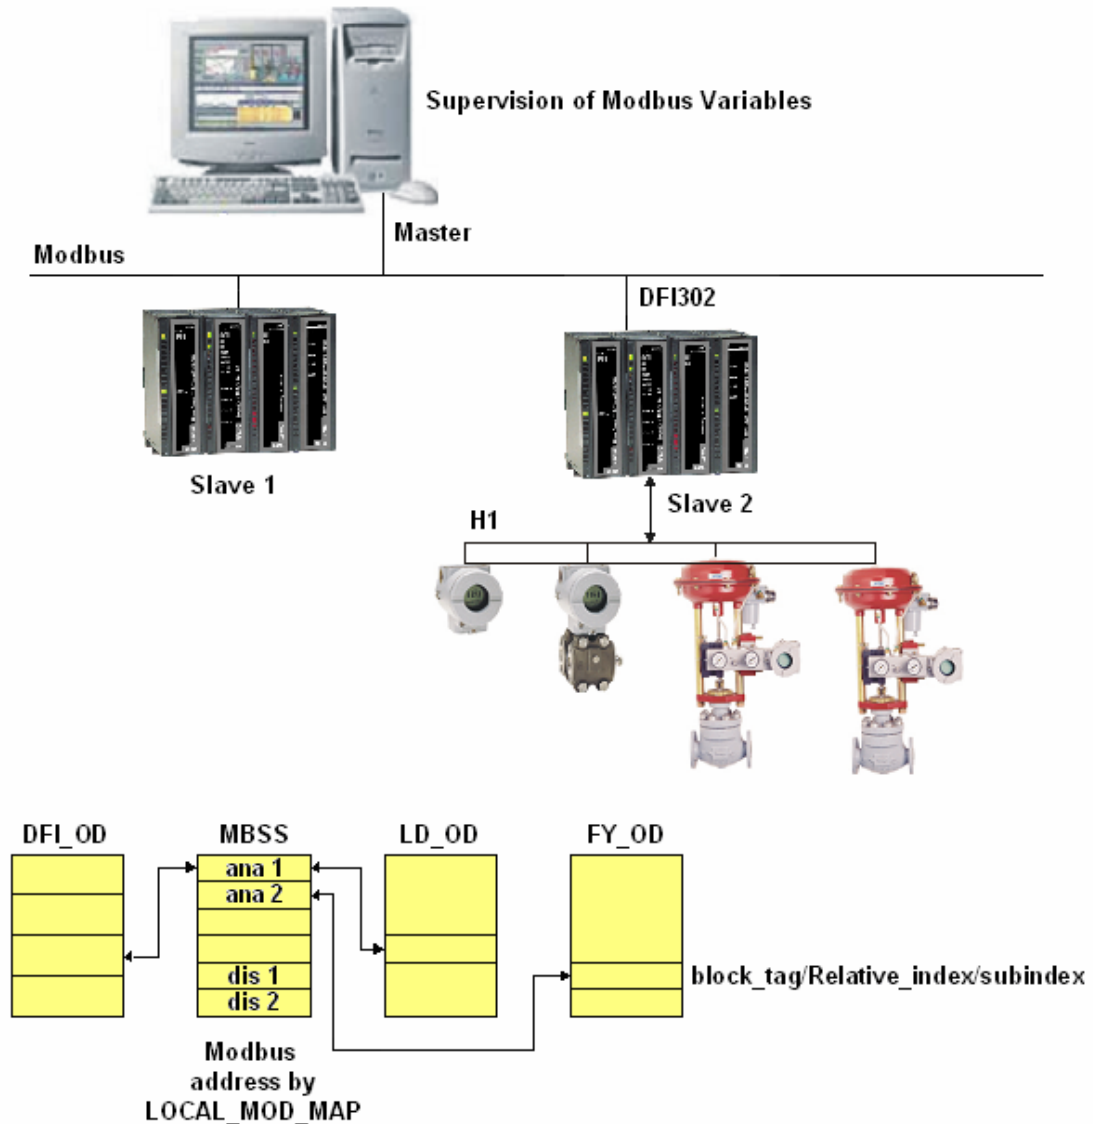 Supervision of Modbus Variables
Master
Modbus
DFI302
Slave 1
Slave 2
H1
DFI_OD
MBSS
LD_OD
FY_OD
ana 1
ana 2
dis 1
dis 2
block_tag/Relative_index/subindex
Modbus
address by
LOCAL_MOD_MAP